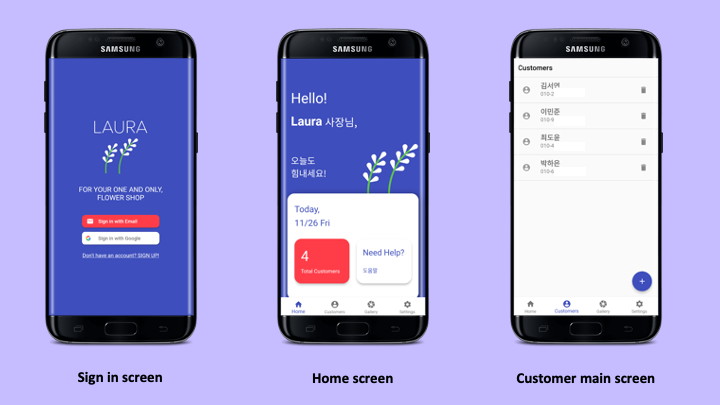 SAMSUNG
LAURA
FOR YOUR ONE AND ONLY,
FLOWER SHOP
Sign in with Email
Sign in with Google
Don't have an account? SIGN UP!
Sign in screen
SAMSUNG
Hello!
Laura 사장님,
오늘도
힘내세요!
Today,
11/26 Fri
4
Total Customers
Need Help?
도움말
Home
Customers
Gallery
Settings
Home screen
SAMSUNG
Customers
김서연
010-2
이민준
010-9
최도윤
010-4
박하은
010-6
+
Home
Customers
Gallery
Settings
Customer main screen